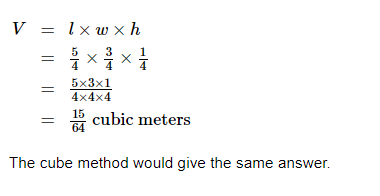 V = l × w × h
= 5/4 × 3/4 × 1/4
= 5×3×1/4×4×4
= 15/64 cubic meters
The cube method would give the same answer.